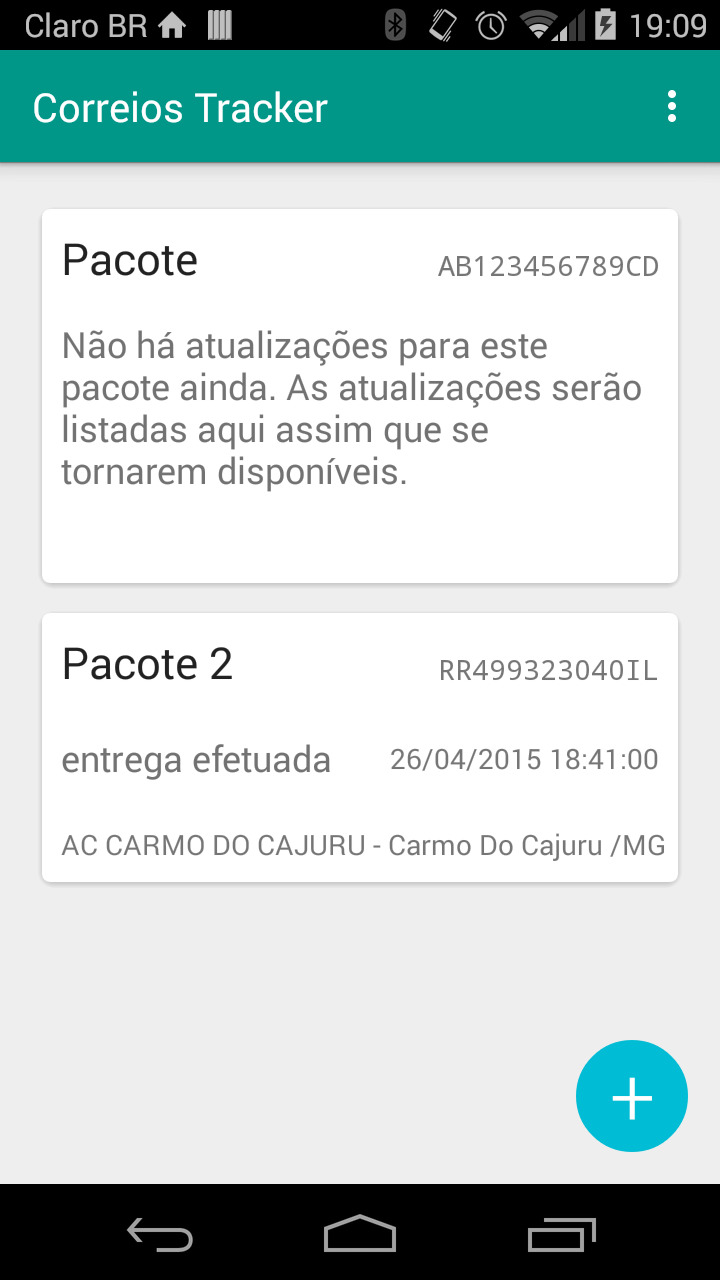 Claro BR 19:09
Correios Tracker
Pacote AB123456789CD
Não há atualizações para este
pacote ainda. As atualizações serão
listadas aqui assim que se
tornarem disponíveis.
Pacote 2 RR499323040IL
entrega efetuada 26/04/2015 18:41:00
AC CARMO DO CAJURU - Carmo Do Cajuru /MG